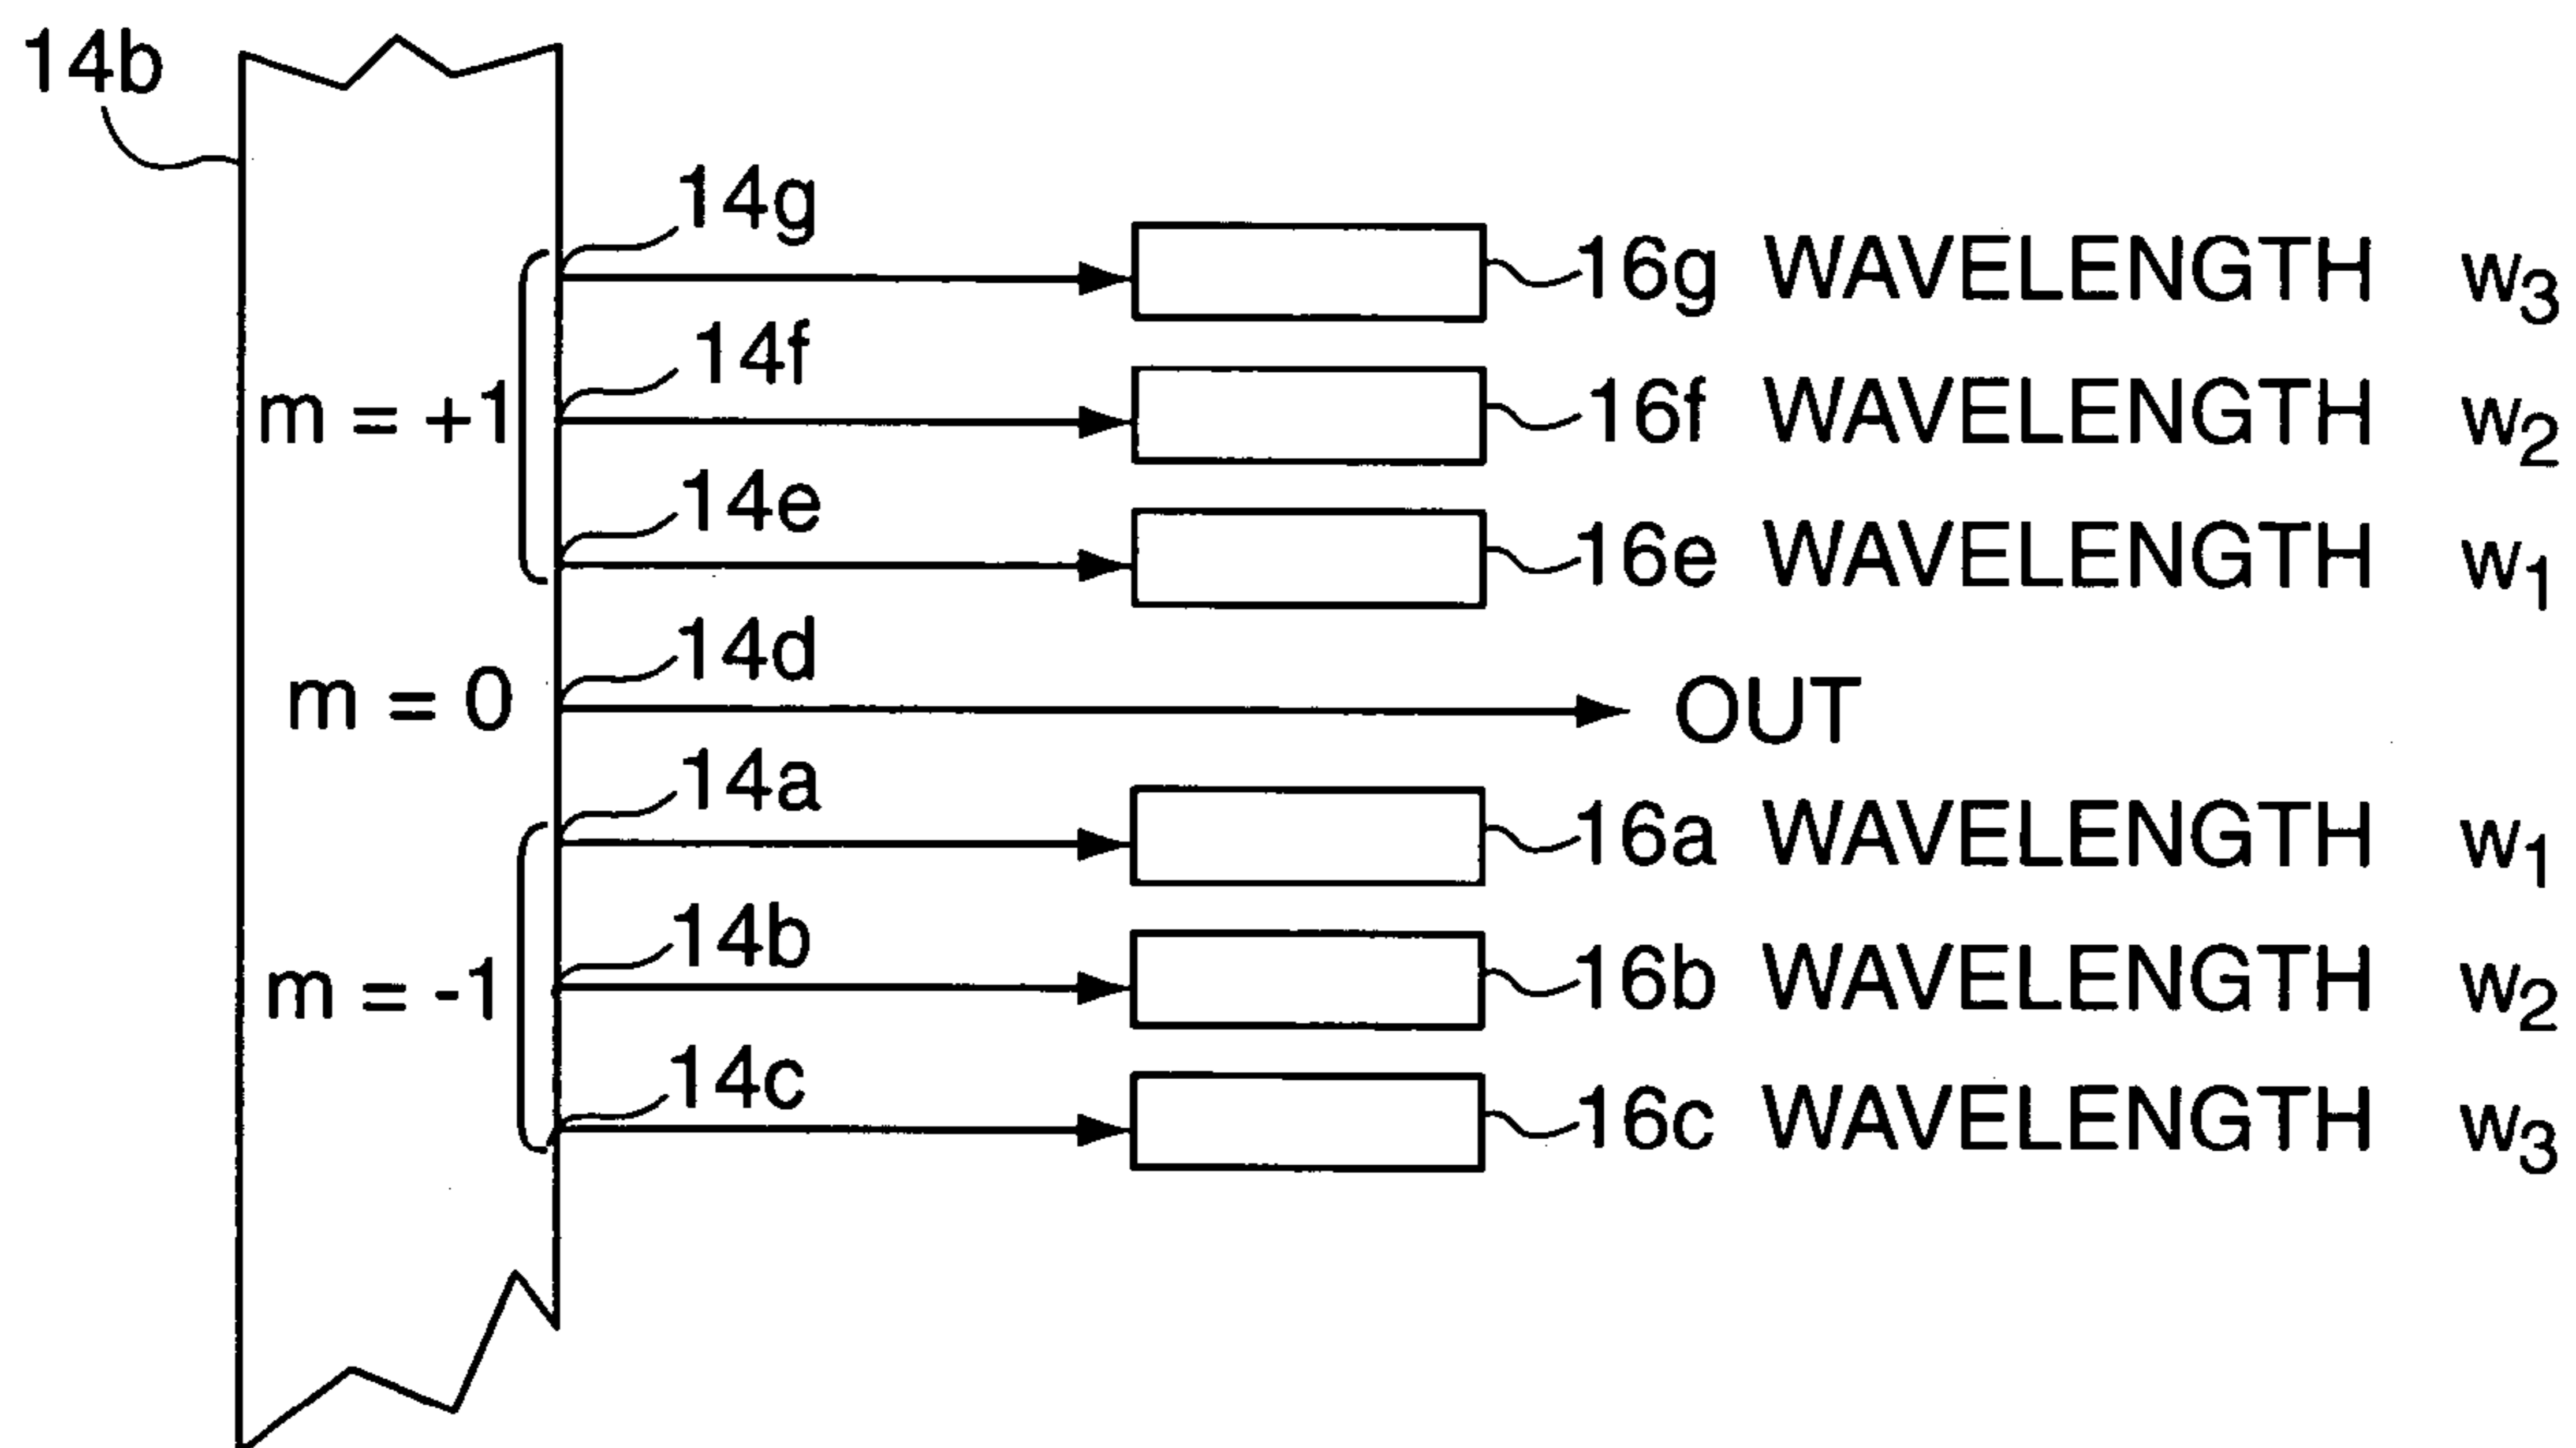 14b
14g
16g WAVELENGTH w3
14f
m = +1
16f WAVELENGTH w2
14e
16e WAVELENGTH w1
14d
m = 0
OUT
14a
16a WAVELENGTH w1
14b
m = -1
16b WAVELENGTH w2
14c
16c WAVELENGTH w3